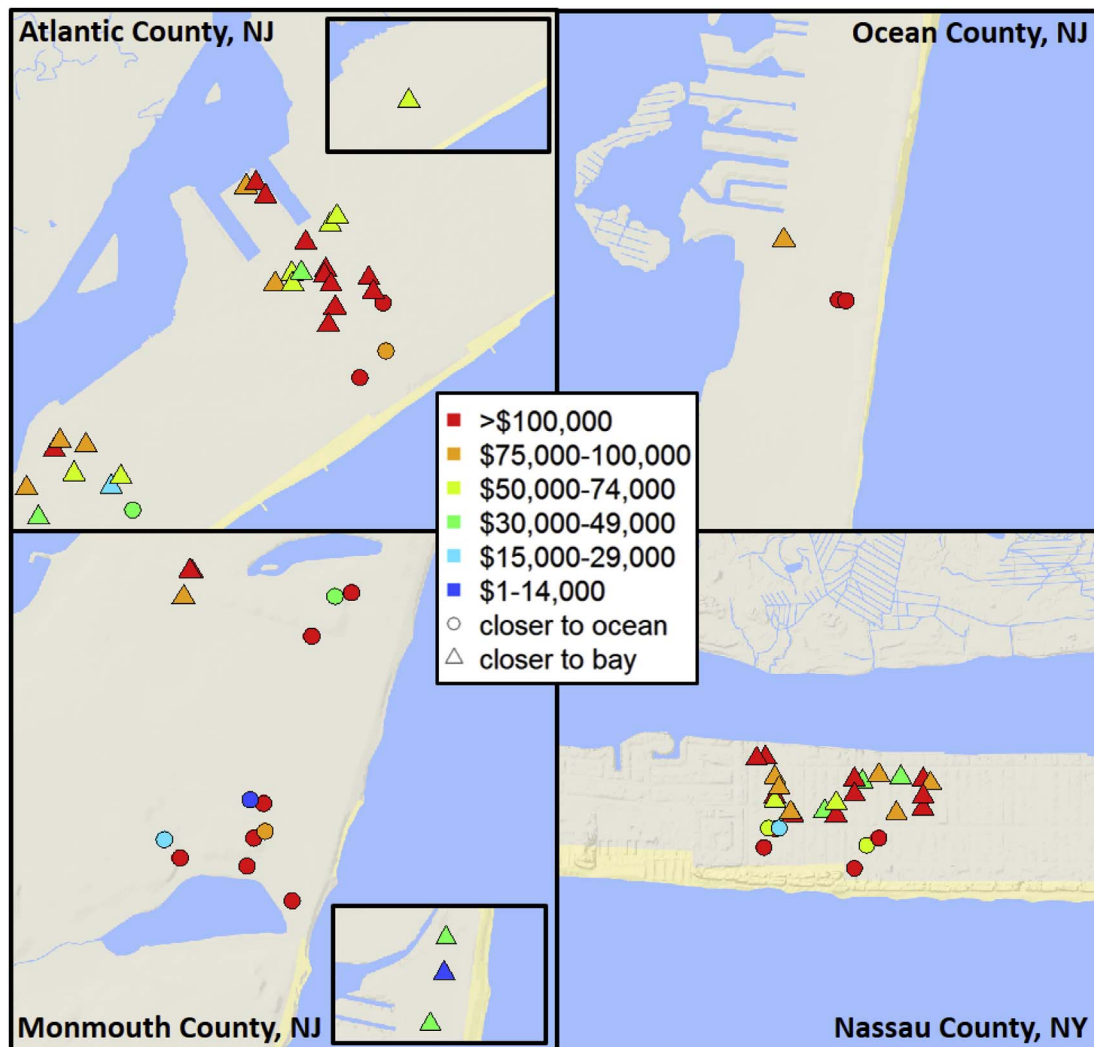 Atlantic County, NJ
Ocean County, NJ
>$100,000
$75,000-100,000
$50,000-74,000
$30,000-49,000
$15,000-29,000
$1-14,000
closer to ocean
closer to bay
Monmouth County, NJ
Nassau County, NY